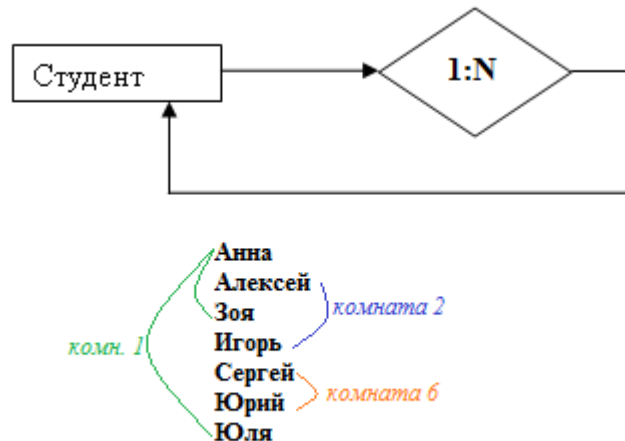 Студент
1:N
Анна
Алексей
комната 2
Зоя
Игорь
комн. 1
Сергей
комната 6
Юрий
Юля